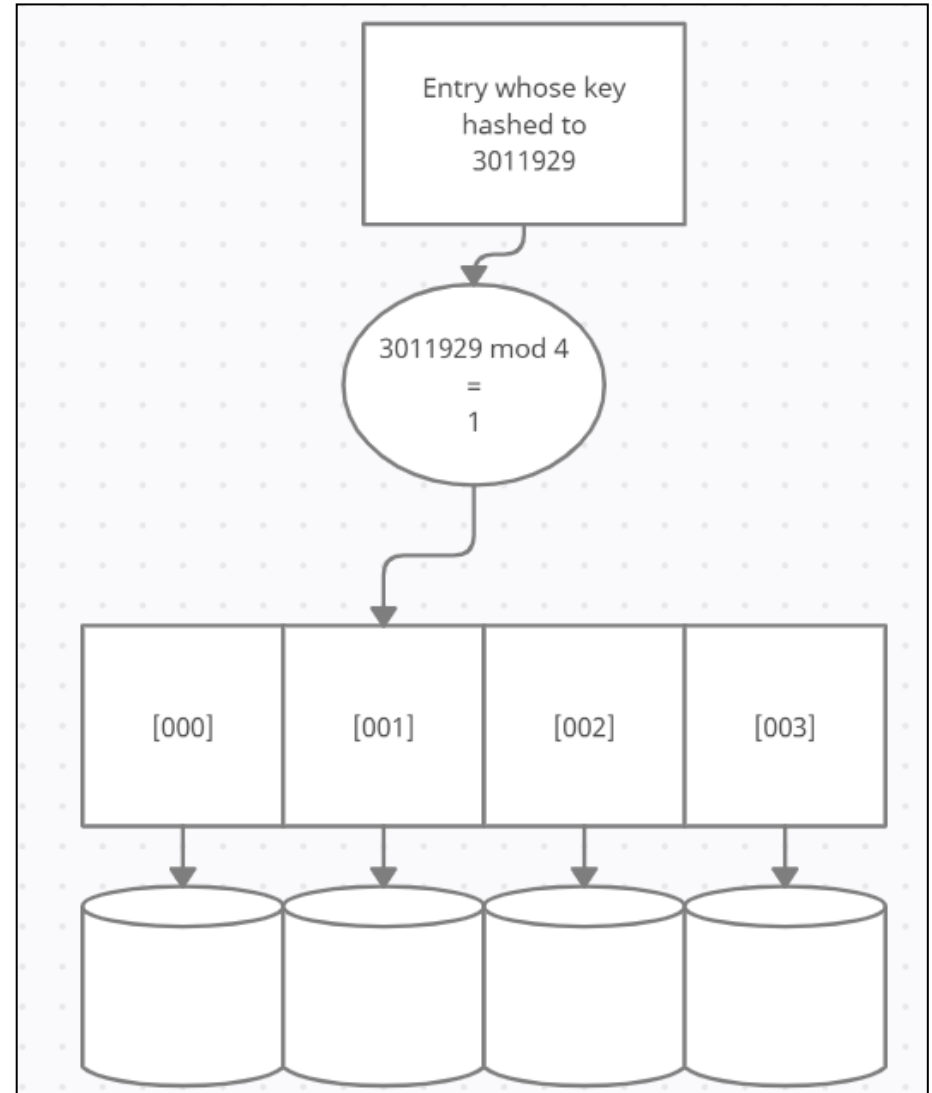 Entry whose key
hashed to
3011929
3011929 mod 4
=
1
[000] [001] [002] [003]